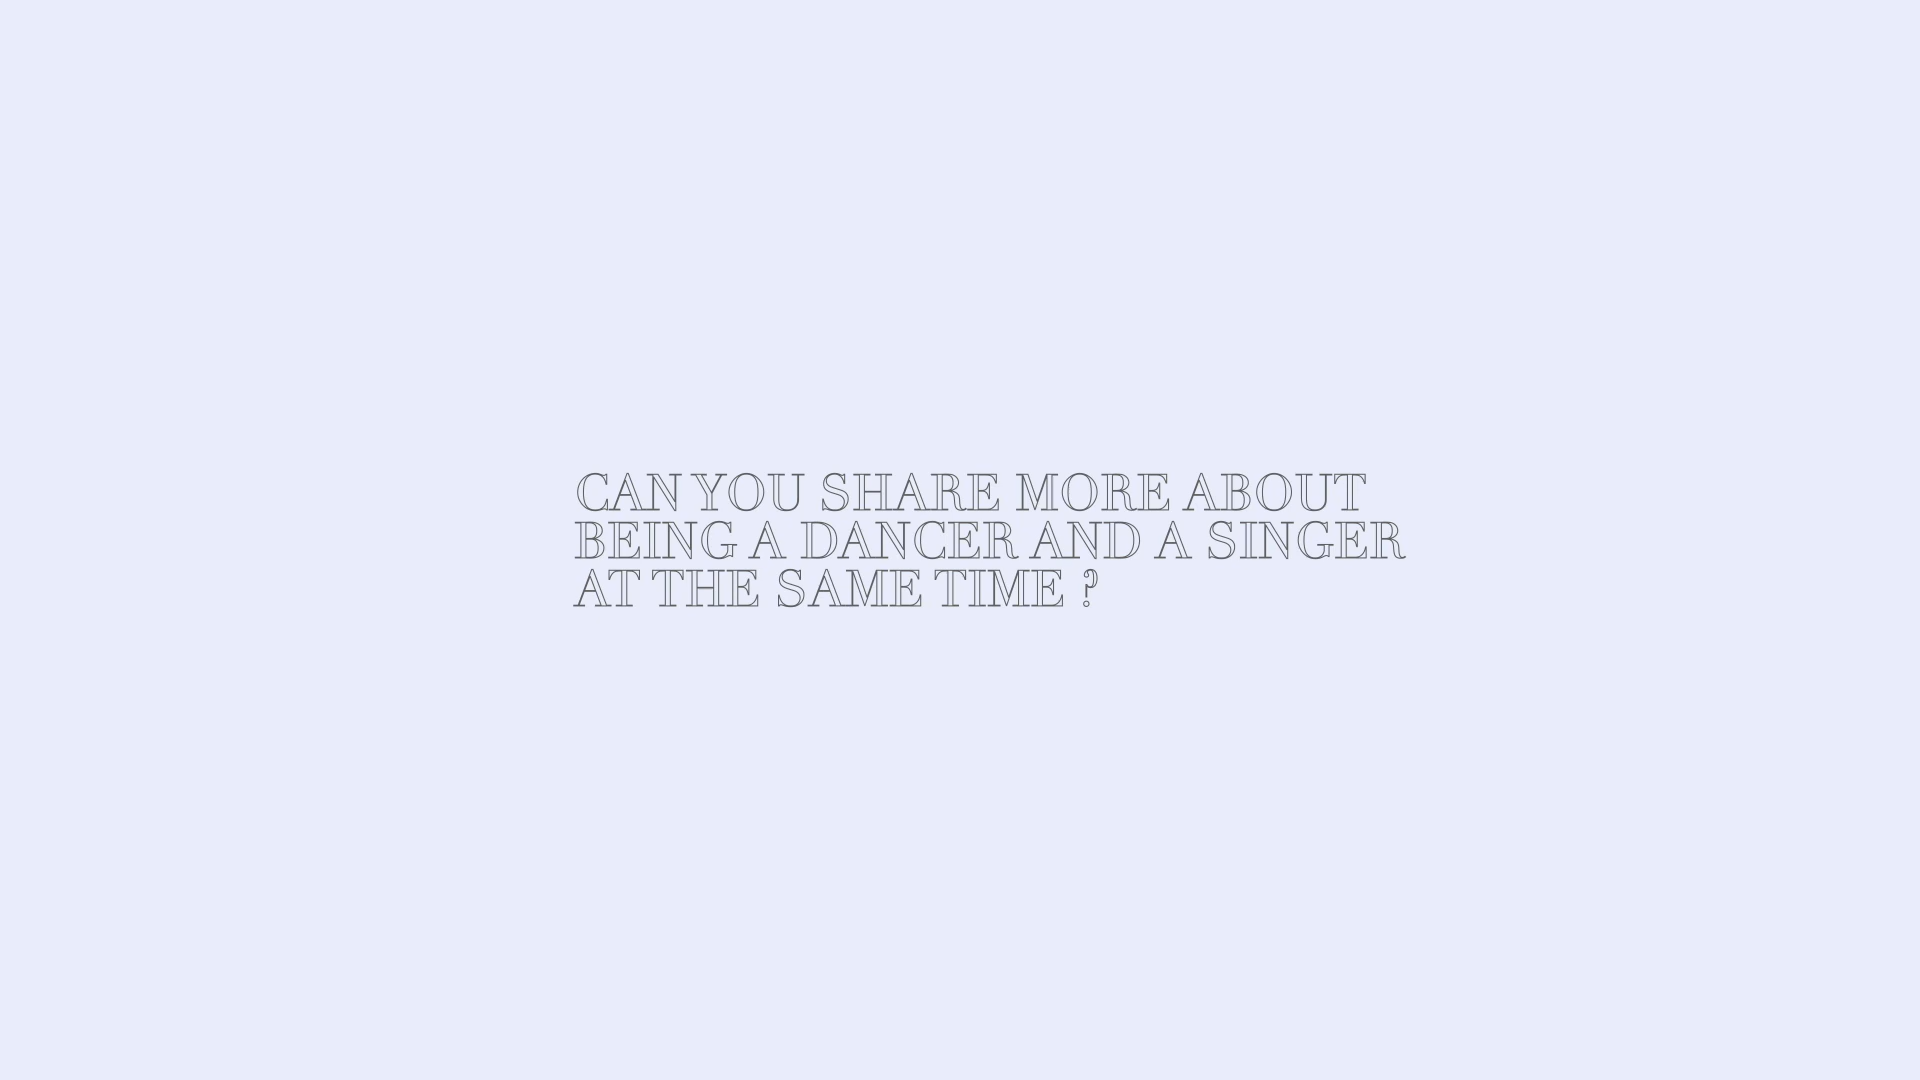 CAN YOU SHARE MORE ABOUT
BEING A DANCER AND A SINGER
AT THE SAME TIME ?